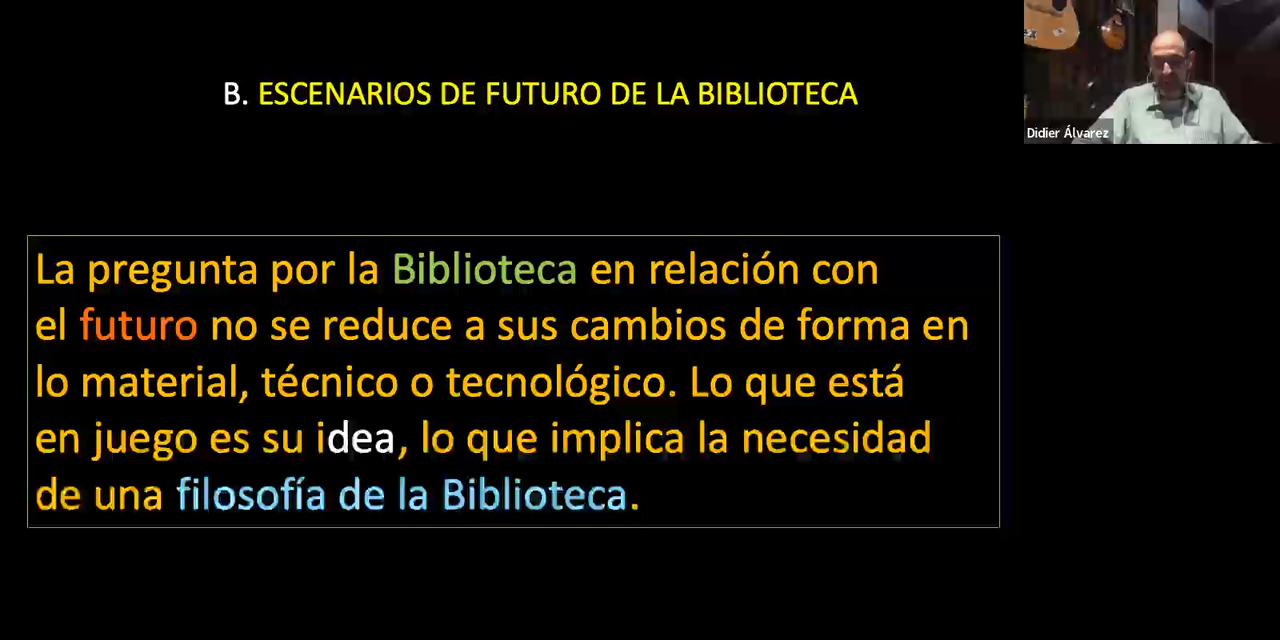 B. ESCENARIOS DE FUTURO DE LA BIBLIOTECA
Didier Álvarez
La pregunta por la Biblioteca en relación con
el futuro no se reduce a sus cambios de forma en
lo material, técnico o tecnológico. Lo que está
en juego es su idea, lo que implica la necesidad
de una filosofía de la Biblioteca.